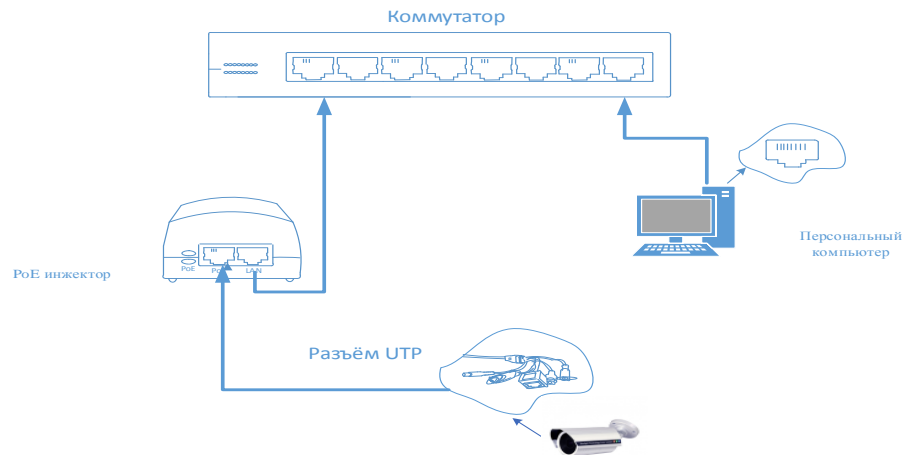 Коммутатор
Персональный
компьютер
PoE инжектор
PoE
PoE
LAN
Разъём UTP